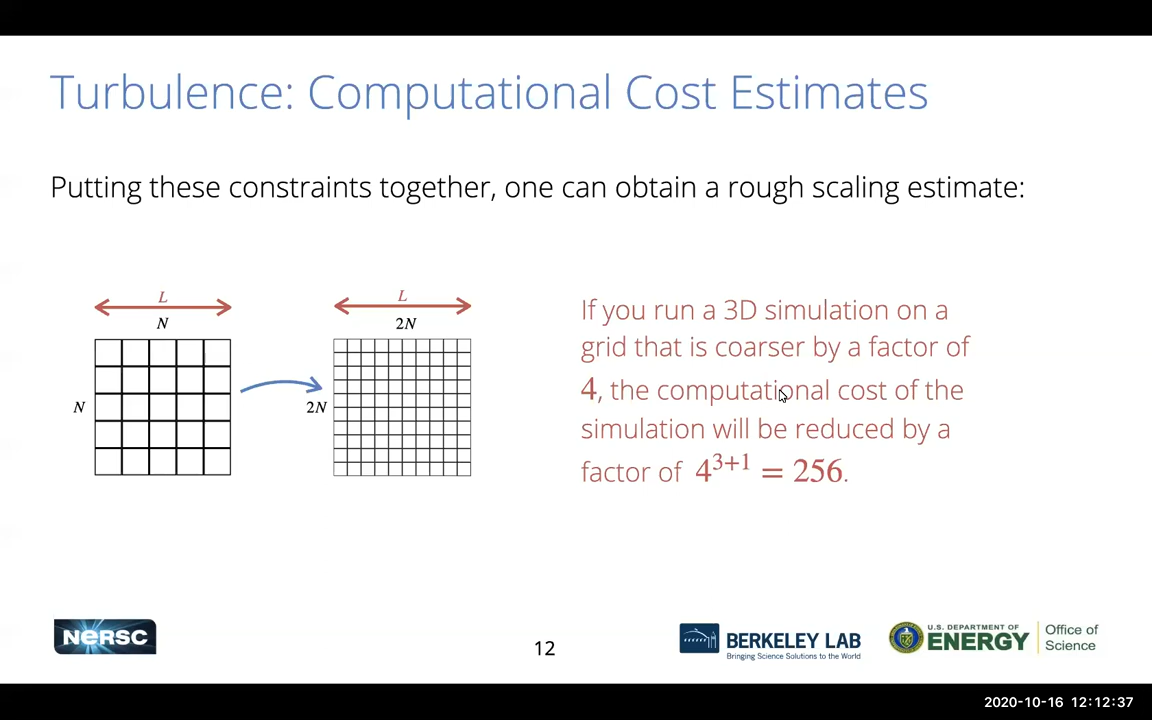 Turbulence: Computational Cost Estimates
Putting these constraints together, one can obtain a rough scaling estimate:
L
N
N
L
2N
2N
If you run a 3D simulation on a
grid that is coarser by a factor of
4, the computational cost of the
simulation will be reduced by a
factor of 4^{3+1} = 256.
NERSC
12
BERKELEY LAB
Bringing Science Solutions to the World
U.S. DEPARTMENT OF
ENERGY
Office of
Science
2020-10-16 12:12:37